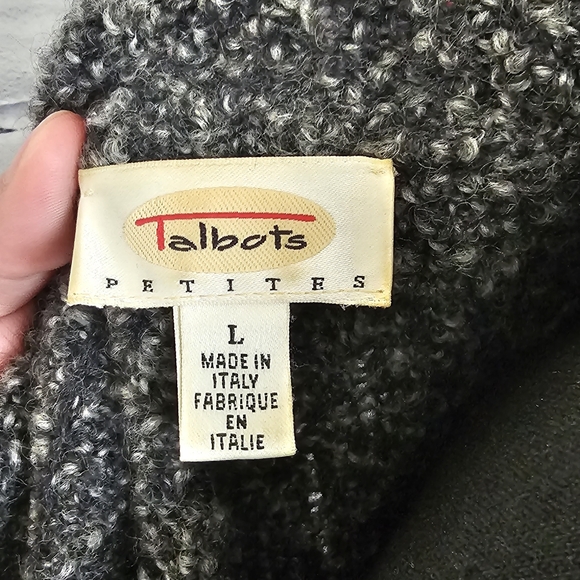 Talbots
PETITES
L
MADE IN
ITALY
FABRIQUE
EN
ITALIE